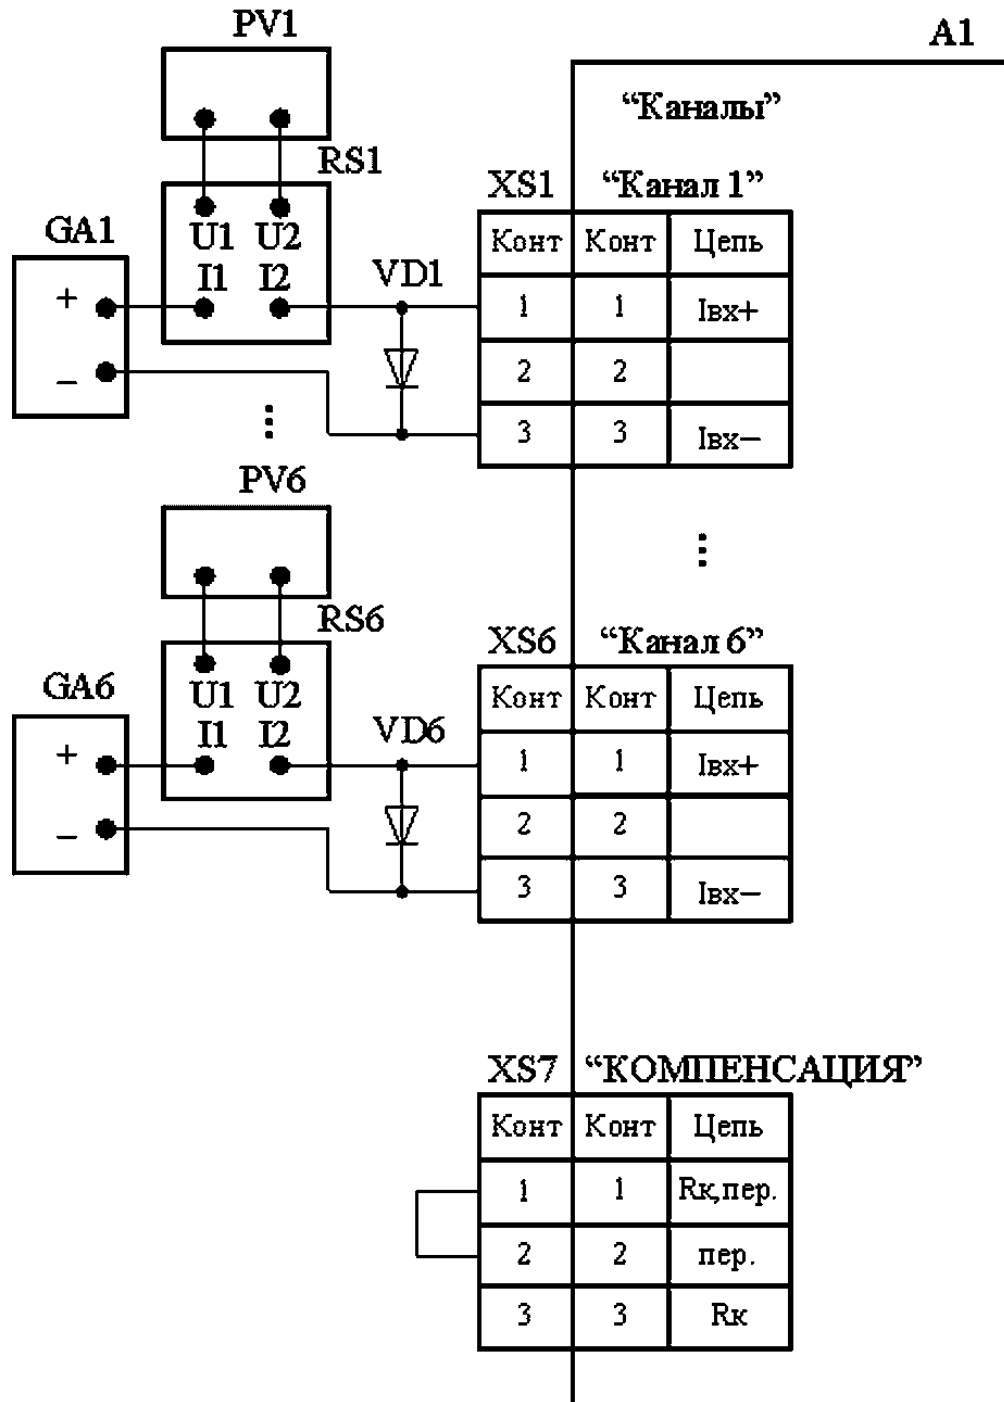 PV1
A1
“Каналы”
RS1
XS1 “Канал 1”
GA1
U1 U2
I1 I2
VD1
Конт Конт Цепь
+
1 1 Iвх+
–
2 2
3 3 Iвх–
PV6
RS6
XS6 “Канал 6”
GA6
U1 U2
I1 I2
VD6
Конт Конт Цепь
+
1 1 Iвх+
–
2 2
3 3 Iвх–
XS7 “КОМПЕНСАЦИЯ”
Конт Конт Цепь
1 1 Rк,пер.
2 2 пер.
3 3 Rк